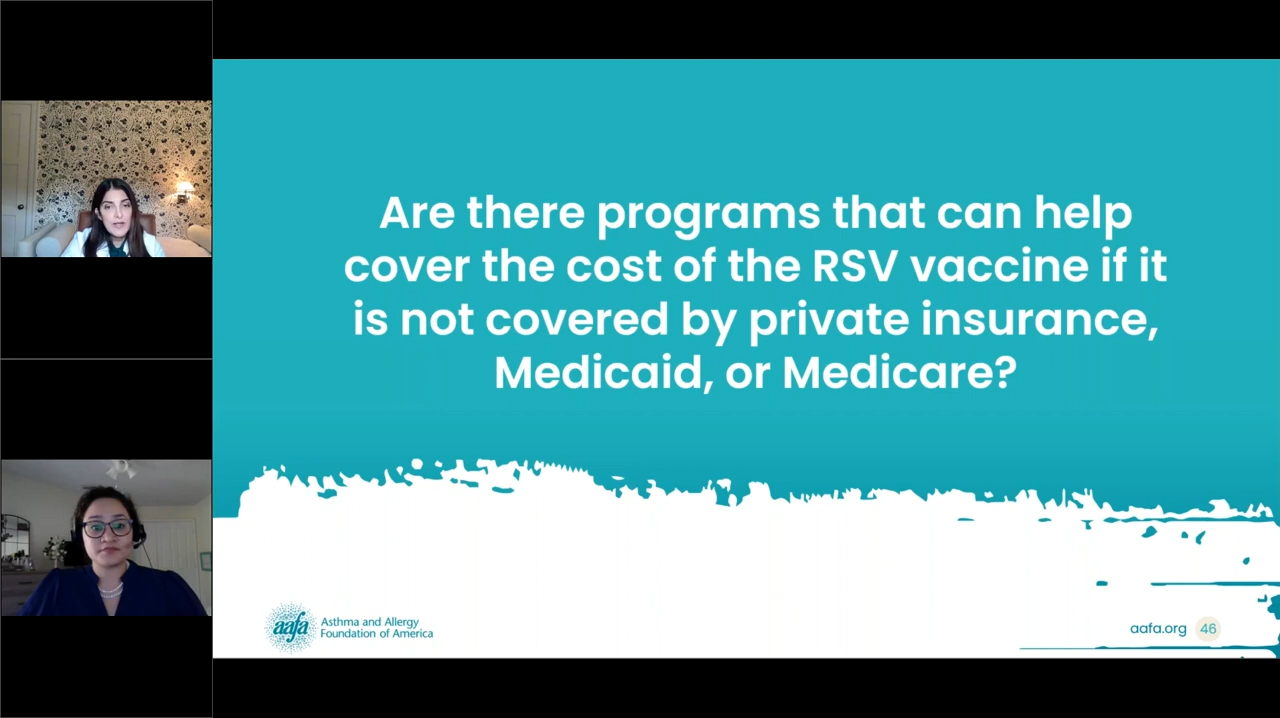 Are there programs that can help
cover the cost of the RSV vaccine if it
is not covered by private insurance,
Medicaid, or Medicare?
aafa
Asthma and Allergy
Foundation of America
aafa.org 46